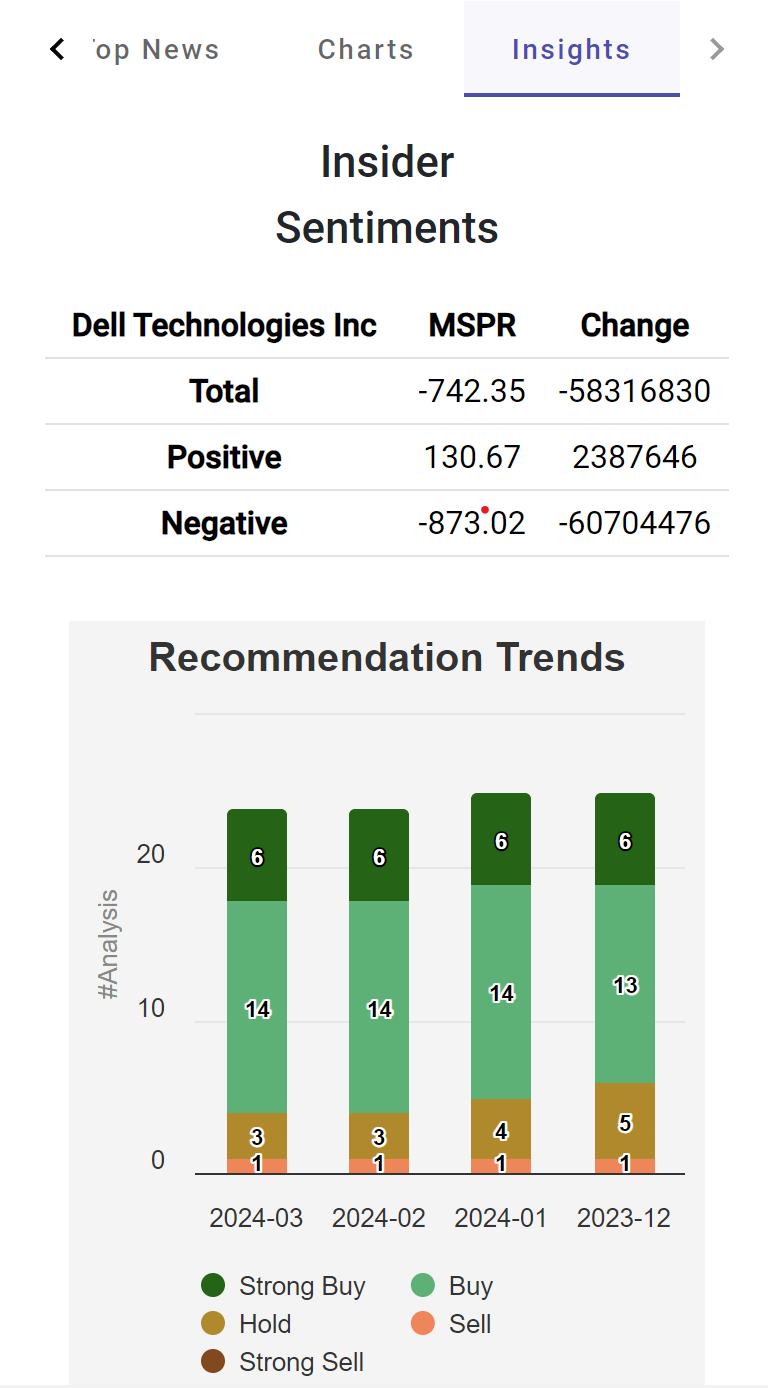 op News Charts Insights
Insider
Sentiments
Dell Technologies Inc MSPR Change
Total -742.35 -58316830
Positive 130.67 2387646
Negative -873.02 -60704476
Recommendation Trends
6 6 6 6
20
14 14 14 13
#Analysis
10
3 3 4 5
1 1 1 1
0
2024-03 2024-02 2024-01 2023-12
Strong Buy Buy
Hold Sell
Strong Sell